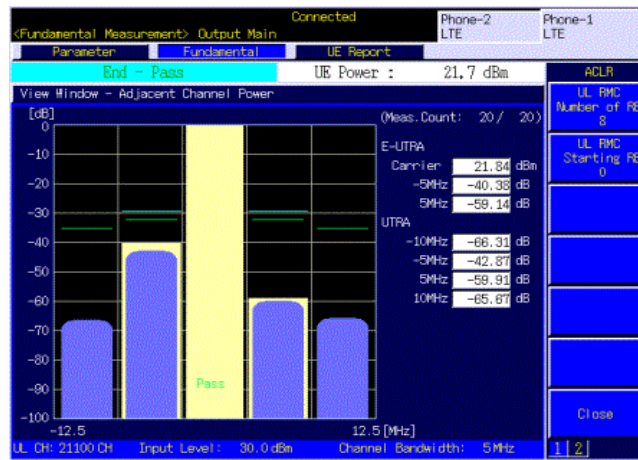 Connected
Phone-2
LTE
Phone-1
LTE
<Fundamental Measurement> Output Main
Parameter
Fundamental
UE Report
End - Pass
UE Power : 21.7 dBm
ACLR
View Window - Adjacent Channel Power
UL RMC
Number of RB
8
UL RMC
Starting RB
0
Close
1 2
[dB]
(Meas.Count: 20/ 20)
0
-10
-20
-30
-40
-50
-60
-70
-80
-90
-100
E-UTRA
Carrier 21.84 dBm
-5MHz -40.38 dB
5MHz -59.14 dB
UTRA
-10MHz -66.31 dB
-5MHz -42.87 dB
5MHz -59.91 dB
10MHz -65.67 dB
Pass
-12.5
12.5 [MHz]
UL CH: 21100 CH Input Level: 30.0 dBm Channel Bandwidth: 5 MHz